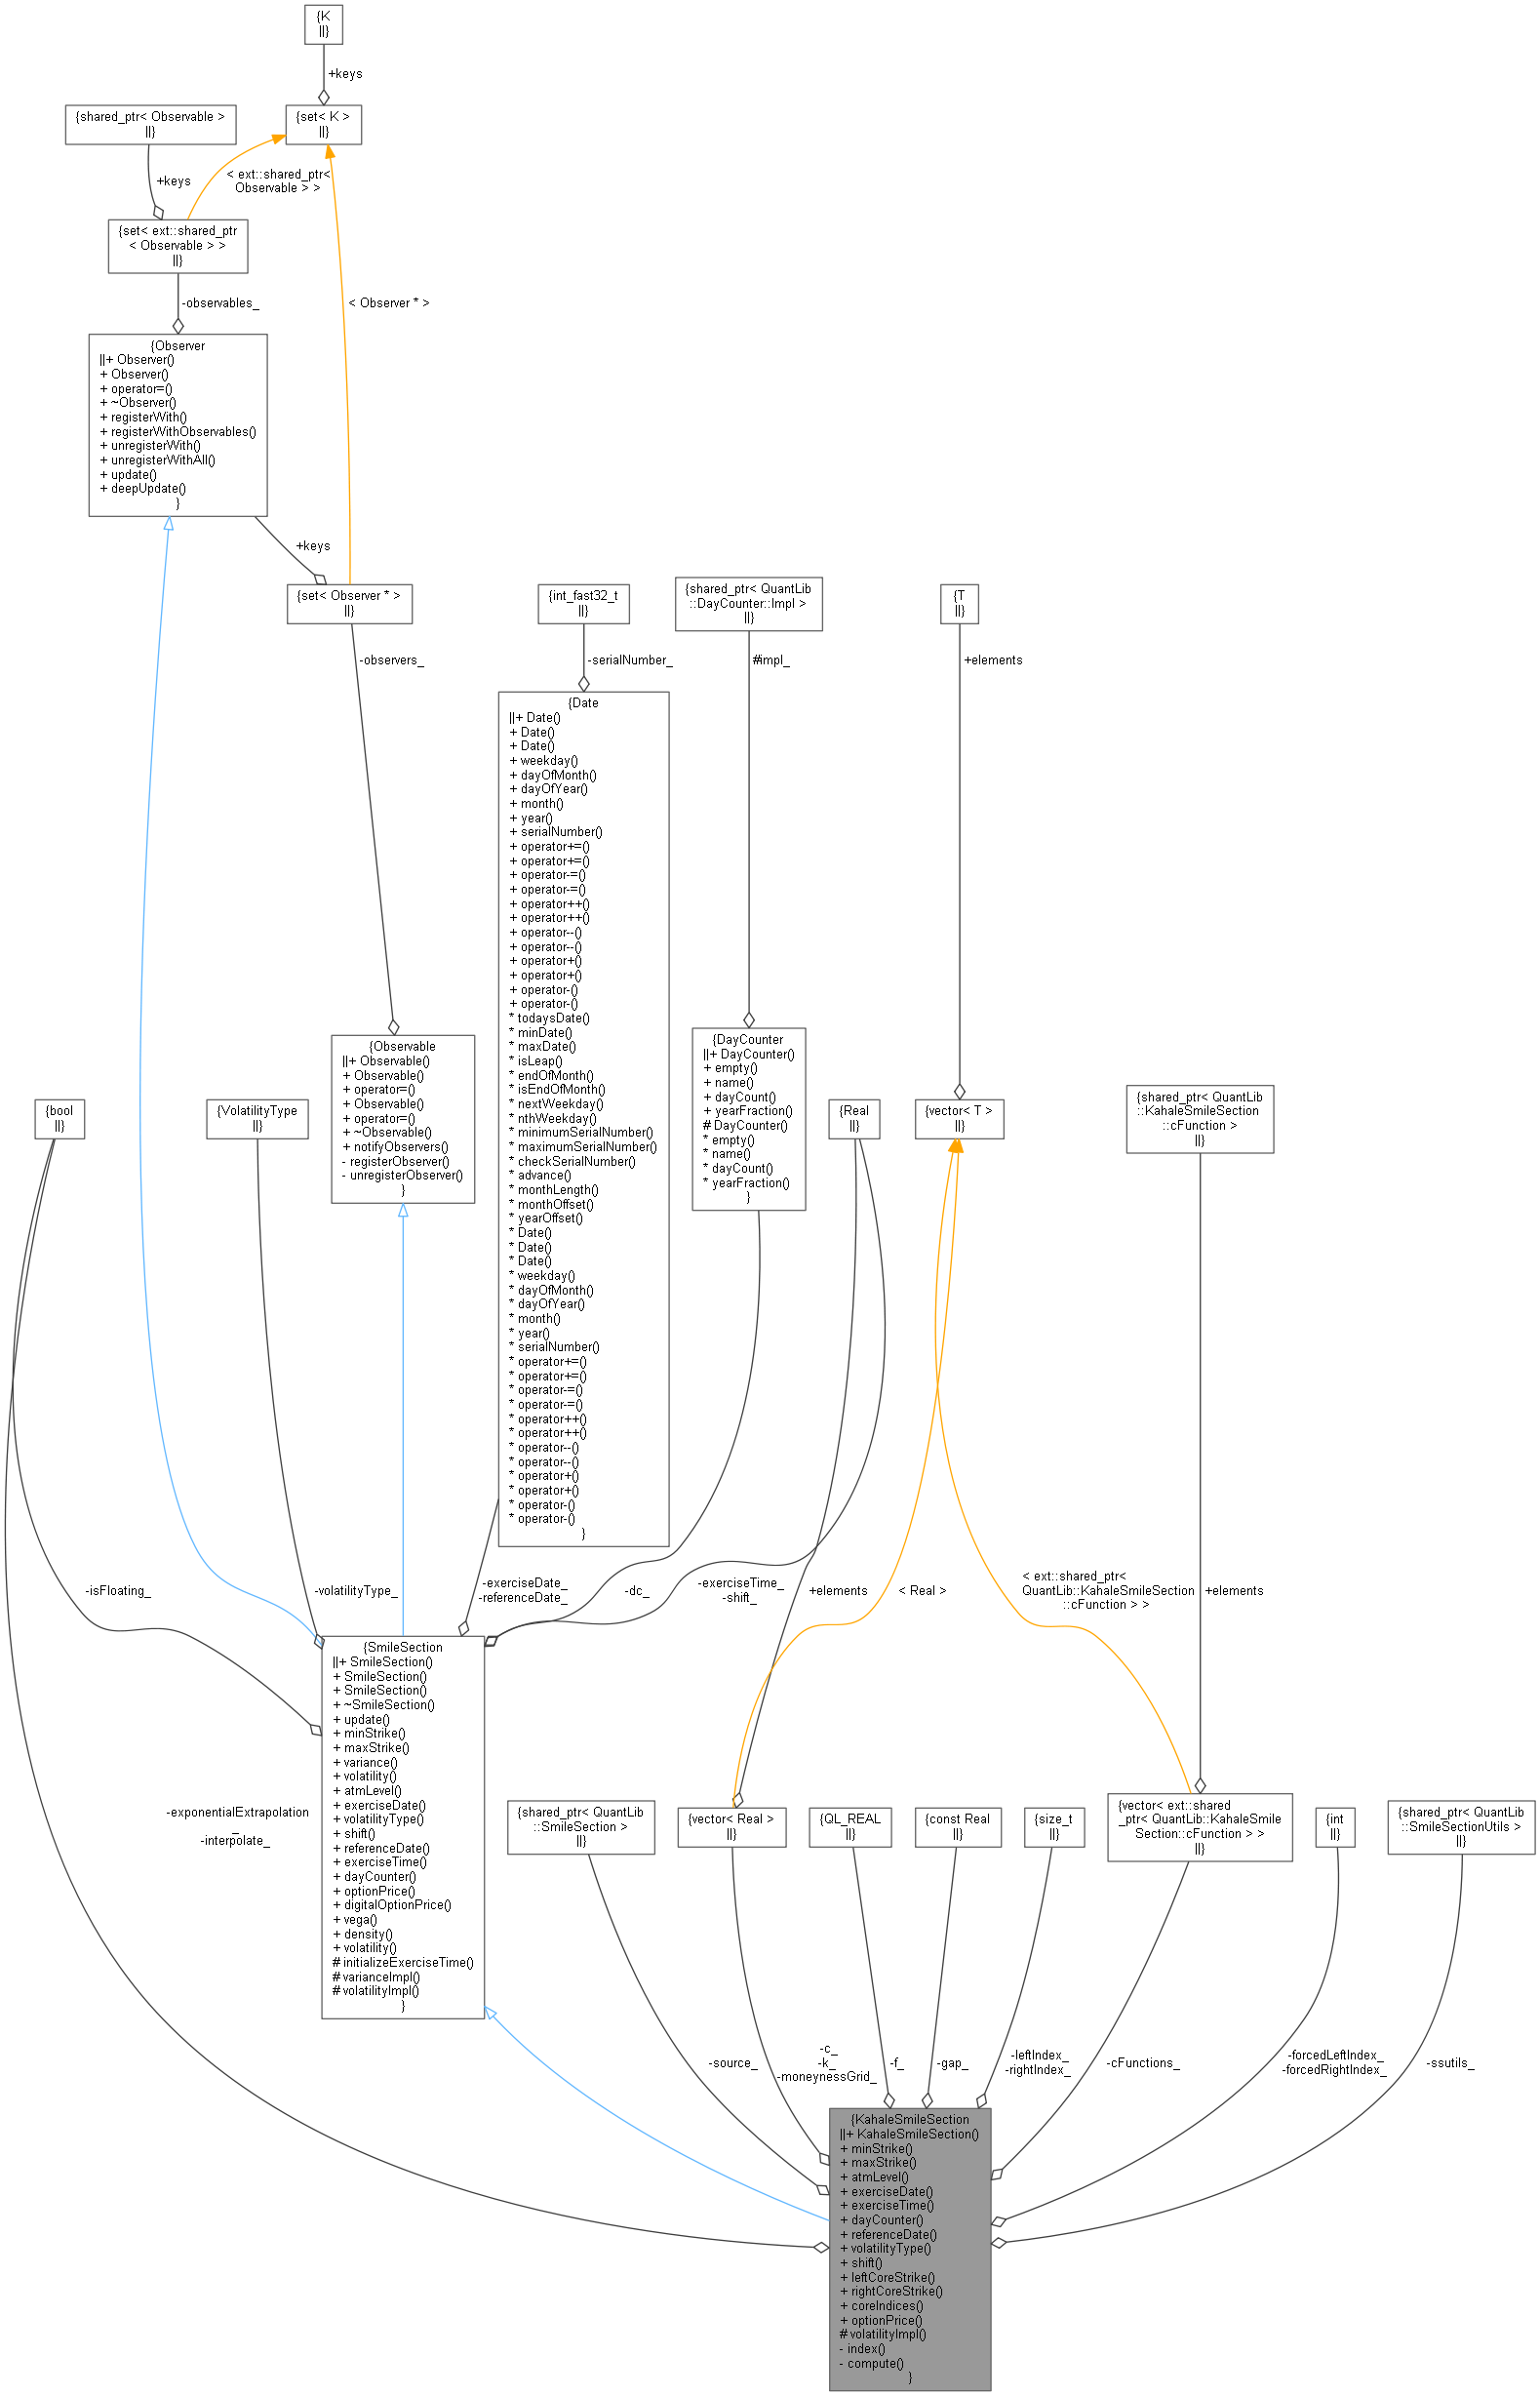 {K
||}
+keys
{shared_ptr< Observable >
||}
{set< K >
||}
+keys
< ext::shared_ptr<
Observable > >
{set< ext::shared_ptr
< Observable > >
||}
-observables_
< Observer * >
{Observer
||+ Observer()
+ Observer()
+ operator=()
+ ~Observer()
+ registerWith()
+ registerWithObservables()
+ unregisterWith()
+ unregisterWithAll()
+ update()
+ deepUpdate()
}
+keys
{set< Observer * >
||}
{int_fast32_t
||}
{shared_ptr< QuantLib
::DayCounter::Impl >
||}
{T
||}
-observers_
-serialNumber_
#impl_
+elements
{Date
||+ Date()
+ Date()
+ Date()
+ weekday()
+ dayOfMonth()
+ dayOfYear()
+ month()
+ year()
+ serialNumber()
+ operator+=()
+ operator+=()
+ operator-=()
+ operator-=()
+ operator++()
+ operator++()
+ operator--()
+ operator--()
+ operator+()
+ operator+()
+ operator-()
+ operator-()
* todaysDate()
* minDate()
* maxDate()
* isLeap()
* endOfMonth()
* isEndOfMonth()
* nextWeekday()
* nthWeekday()
* minimumSerialNumber()
* maximumSerialNumber()
* checkSerialNumber()
* advance()
* monthLength()
* monthOffset()
* yearOffset()
* Date()
* Date()
* Date()
* weekday()
* dayOfMonth()
* dayOfYear()
* month()
* year()
* serialNumber()
* operator+=()
* operator+=()
* operator-=()
* operator-=()
* operator++()
* operator++()
* operator--()
* operator--()
* operator+()
* operator+()
* operator-()
* operator-()
}
{Observable
||+ Observable()
+ Observable()
+ operator=()
+ Observable()
+ operator=()
+ ~Observable()
+ notifyObservers()
- registerObserver()
- unregisterObserver()
}
{DayCounter
||+ DayCounter()
+ empty()
+ name()
+ dayCount()
+ yearFraction()
# DayCounter()
* empty()
* name()
* dayCount()
* yearFraction()
}
{bool
||}
{VolatilityType
||}
{Real
||}
{vector< T >
||}
{shared_ptr< QuantLib
::KahaleSmileSection
::cFunction >
||}
-isFloating_
-volatilityType_
-exerciseDate_
-referenceDate_
-dc_
-exerciseTime_
-shift_
+elements
< Real >
< ext::shared_ptr<
QuantLib::KahaleSmileSection
::cFunction > >
+elements
{SmileSection
||+ SmileSection()
+ SmileSection()
+ SmileSection()
+ ~SmileSection()
+ update()
+ minStrike()
+ maxStrike()
+ variance()
+ volatility()
+ atmLevel()
+ exerciseDate()
+ volatilityType()
+ shift()
+ referenceDate()
+ exerciseTime()
+ dayCounter()
+ optionPrice()
+ digitalOptionPrice()
+ vega()
+ density()
+ volatility()
# initializeExerciseTime()
# varianceImpl()
# volatilityImpl()
}
-exponentialExtrapolation
_
-interpolate_
{shared_ptr< QuantLib
::SmileSection >
||}
{vector< Real >
||}
{QL_REAL
||}
{const Real
||}
{size_t
||}
{vector< ext::shared
_ptr< QuantLib::KahaleSmile
Section::cFunction > >
||}
{int
||}
{shared_ptr< QuantLib
::SmileSectionUtils >
||}
-source_
-c_
-k_
-moneynessGrid_
-f_
-gap_
-leftIndex_
-rightIndex_
-cFunctions_
-forcedLeftIndex_
-forcedRightIndex_
-ssutils_
{KahaleSmileSection
||+ KahaleSmileSection()
+ minStrike()
+ maxStrike()
+ atmLevel()
+ exerciseDate()
+ exerciseTime()
+ dayCounter()
+ referenceDate()
+ volatilityType()
+ shift()
+ leftCoreStrike()
+ rightCoreStrike()
+ coreIndices()
+ optionPrice()
# volatilityImpl()
- index()
- compute()
}